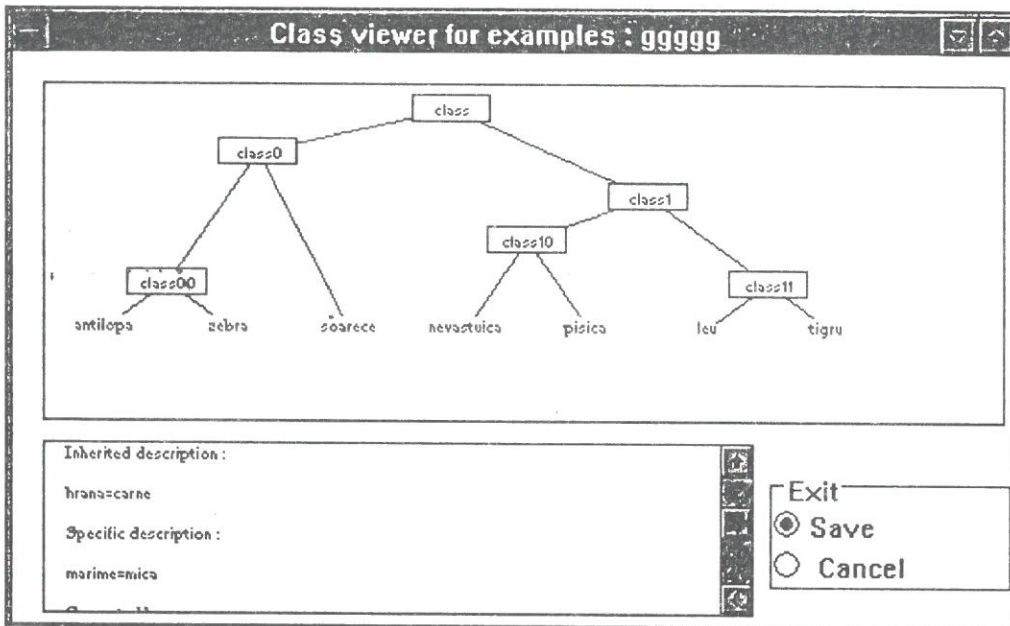 Class viewer for examples : ggggg
class
class0
class1
class10
class00
class11
antilopa zebra soarece nevastuica pisica leu tigru
Inherited description :
hrana=carne
Specific description :
marime=mica
Exit
Save
Cancel